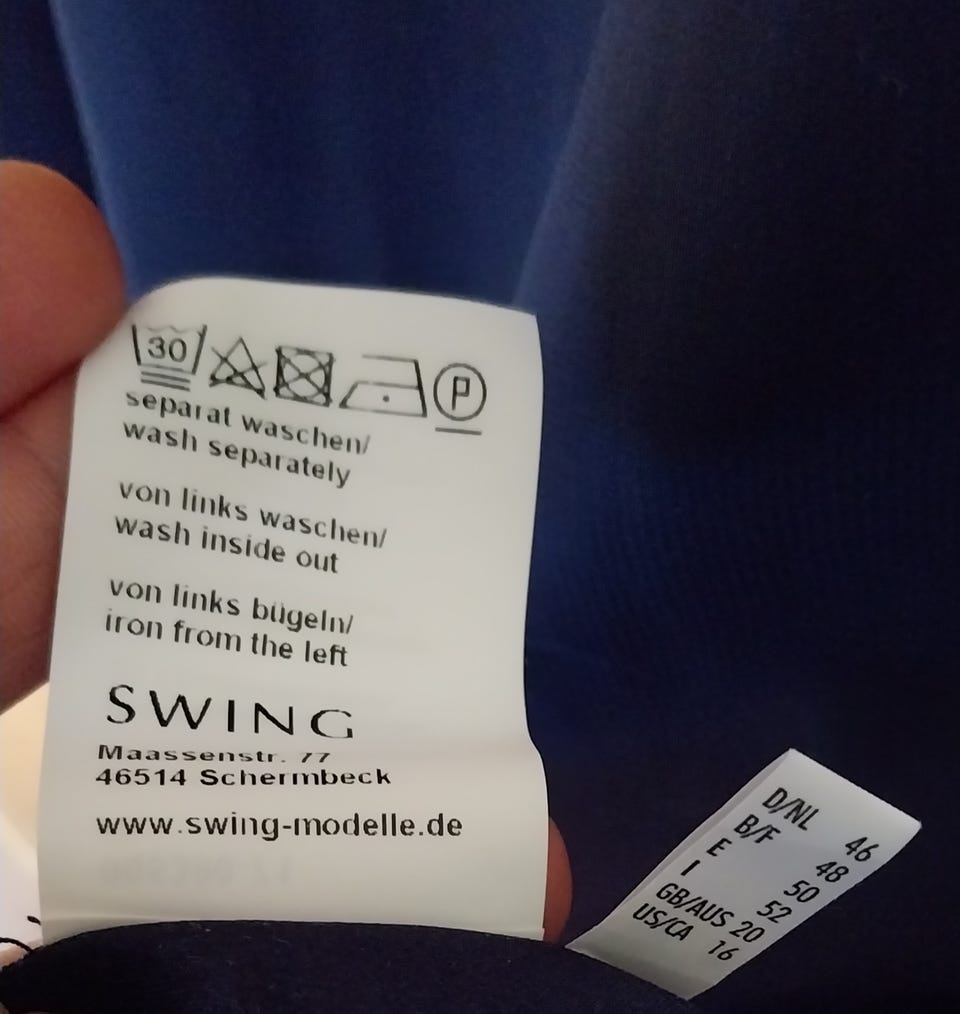 30
P
separat waschen/
wash separately
von links waschen/
wash inside out
von links bügeln/
iron from the left
SWING
Maassenstr. 77
46514 Schermbeck
www.swing-modelle.de
D/NL 46
B/F 48
E 50
I 52
GB/AUS 20
US/CA 16